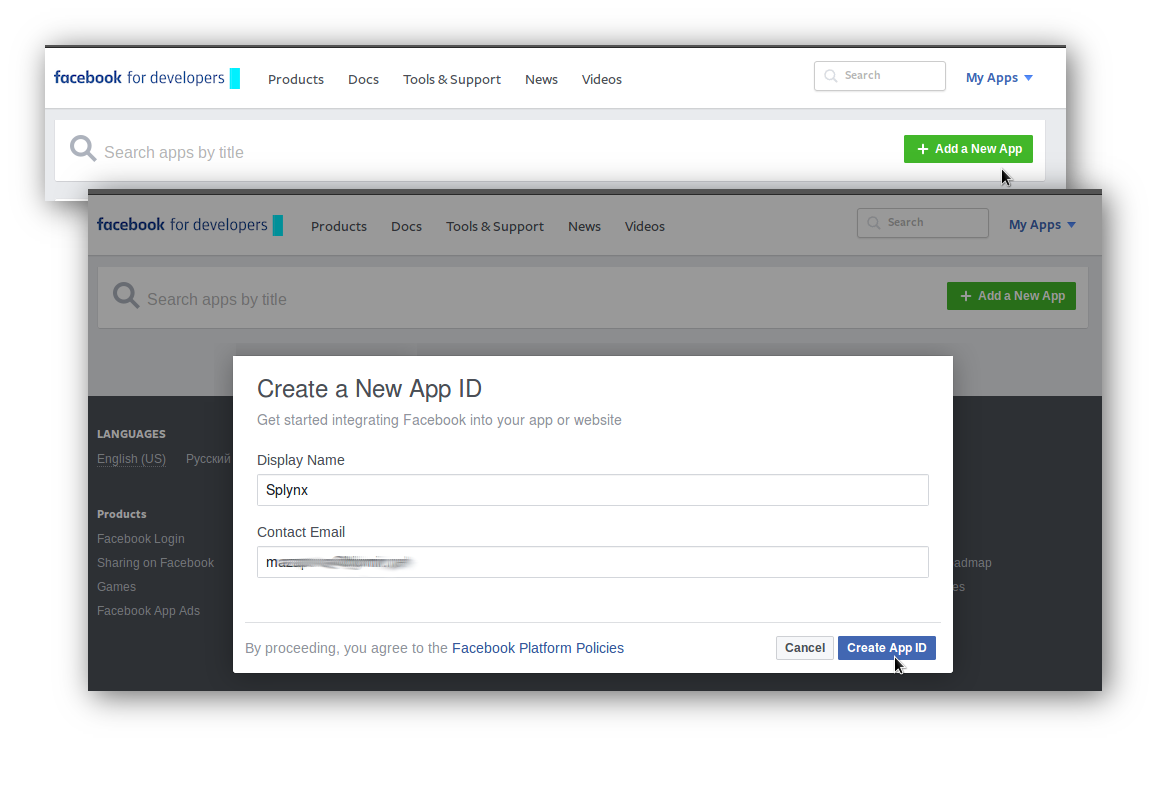 facebook for developers Products Docs Tools & Support News Videos Search My Apps
Search apps by title + Add a New App
facebook for developers Products Docs Tools & Support News Videos Search My Apps
Search apps by title + Add a New App
Create a New App ID
Get started integrating Facebook into your app or website
Display Name
Splynx
Contact Email
By proceeding, you agree to the Facebook Platform Policies Cancel Create App ID
LANGUAGES
English (US) Русский
Products
Facebook Login
Sharing on Facebook
Games
Facebook App Ads